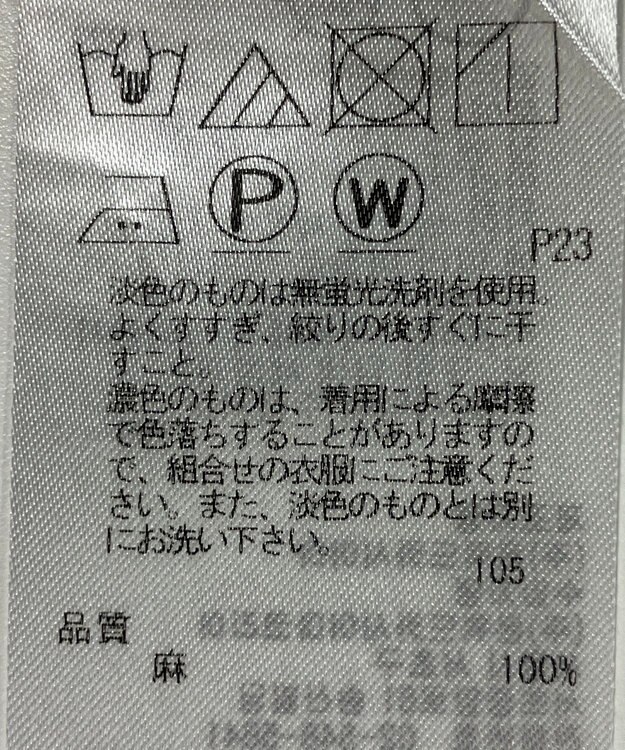 P W
P23
淡色のものは無蛍光洗剤を使用。
よくすすぎ、絞りの後すぐに干
すこと。
濃色のものは、着用による摩擦
で色落ちすることがありますの
で、組合せの衣服にご注意くだ
さい。また、淡色のものとは別
にお洗い下さい。
105
品質
麻 100%